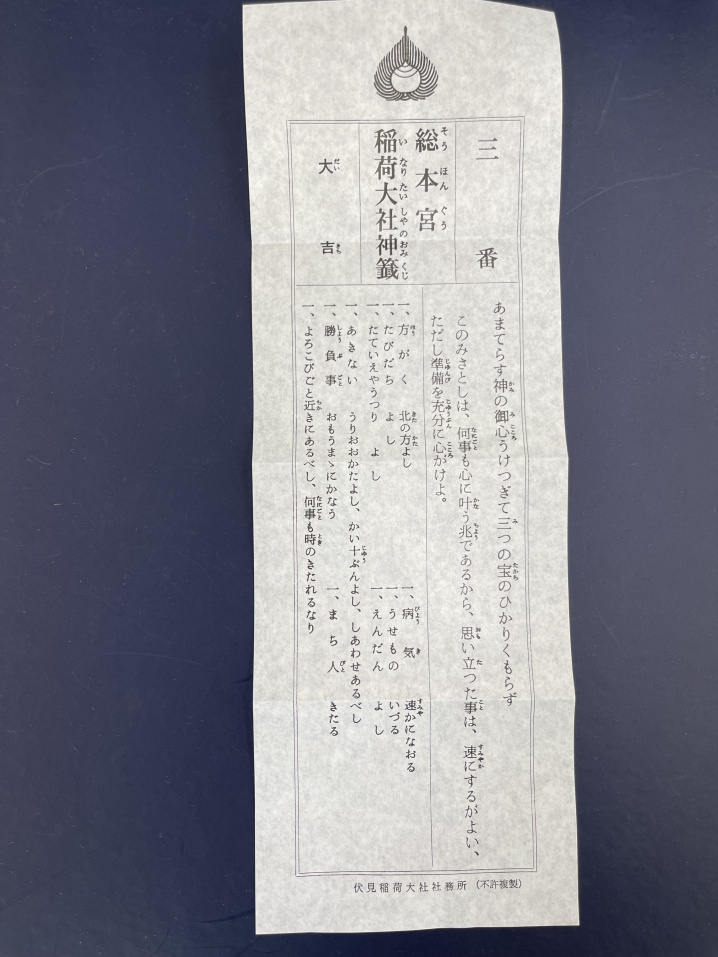 三番
総本宮
稲荷大社神籤
大吉
あまてらす神の御心うけつぎて三つの宝のひかりくもらず
このみさとしは、何事も心に叶う兆であるから、思い立つた事は、速にするがよい、
ただし準備を充分に心がけよ。
一、方がく 北の方よし
一、病気 速かになおる
一、たびだち よし
一、うせもの いづる
一、たていえやうつり よし
一、えんだん よし
一、あきない うりおおかたよし、かい十ぶんよし、しあわせあるべし
一、勝負事 おもうまゝにかなう
一、まち人 きたる
一、よろこびごと近きにあるべし、何事も時のきたれるなり
伏見稲荷大社社務所 (不許複製)